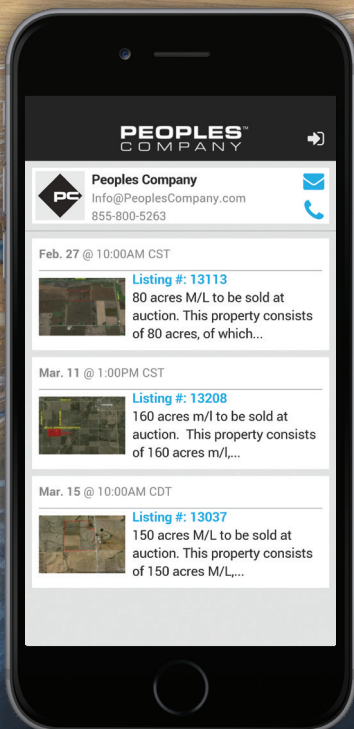 PEOPLES™
COMPANY
PC
Peoples Company
Info@PeoplesCompany.com
855-800-5263
Feb. 27 @ 10:00AM CST
Listing #: 13113
80 acres M/L to be sold at
auction. This property consists
of 80 acres, of which...
Mar. 11 @ 1:00PM CST
Listing #: 13208
160 acres m/l to be sold at
auction.  This property consists
of 160 acres m/l,...
Mar. 15 @ 10:00AM CDT
Listing #: 13037
150 acres M/L to be sold at
auction. This property consists
of 150 acres M/L,...